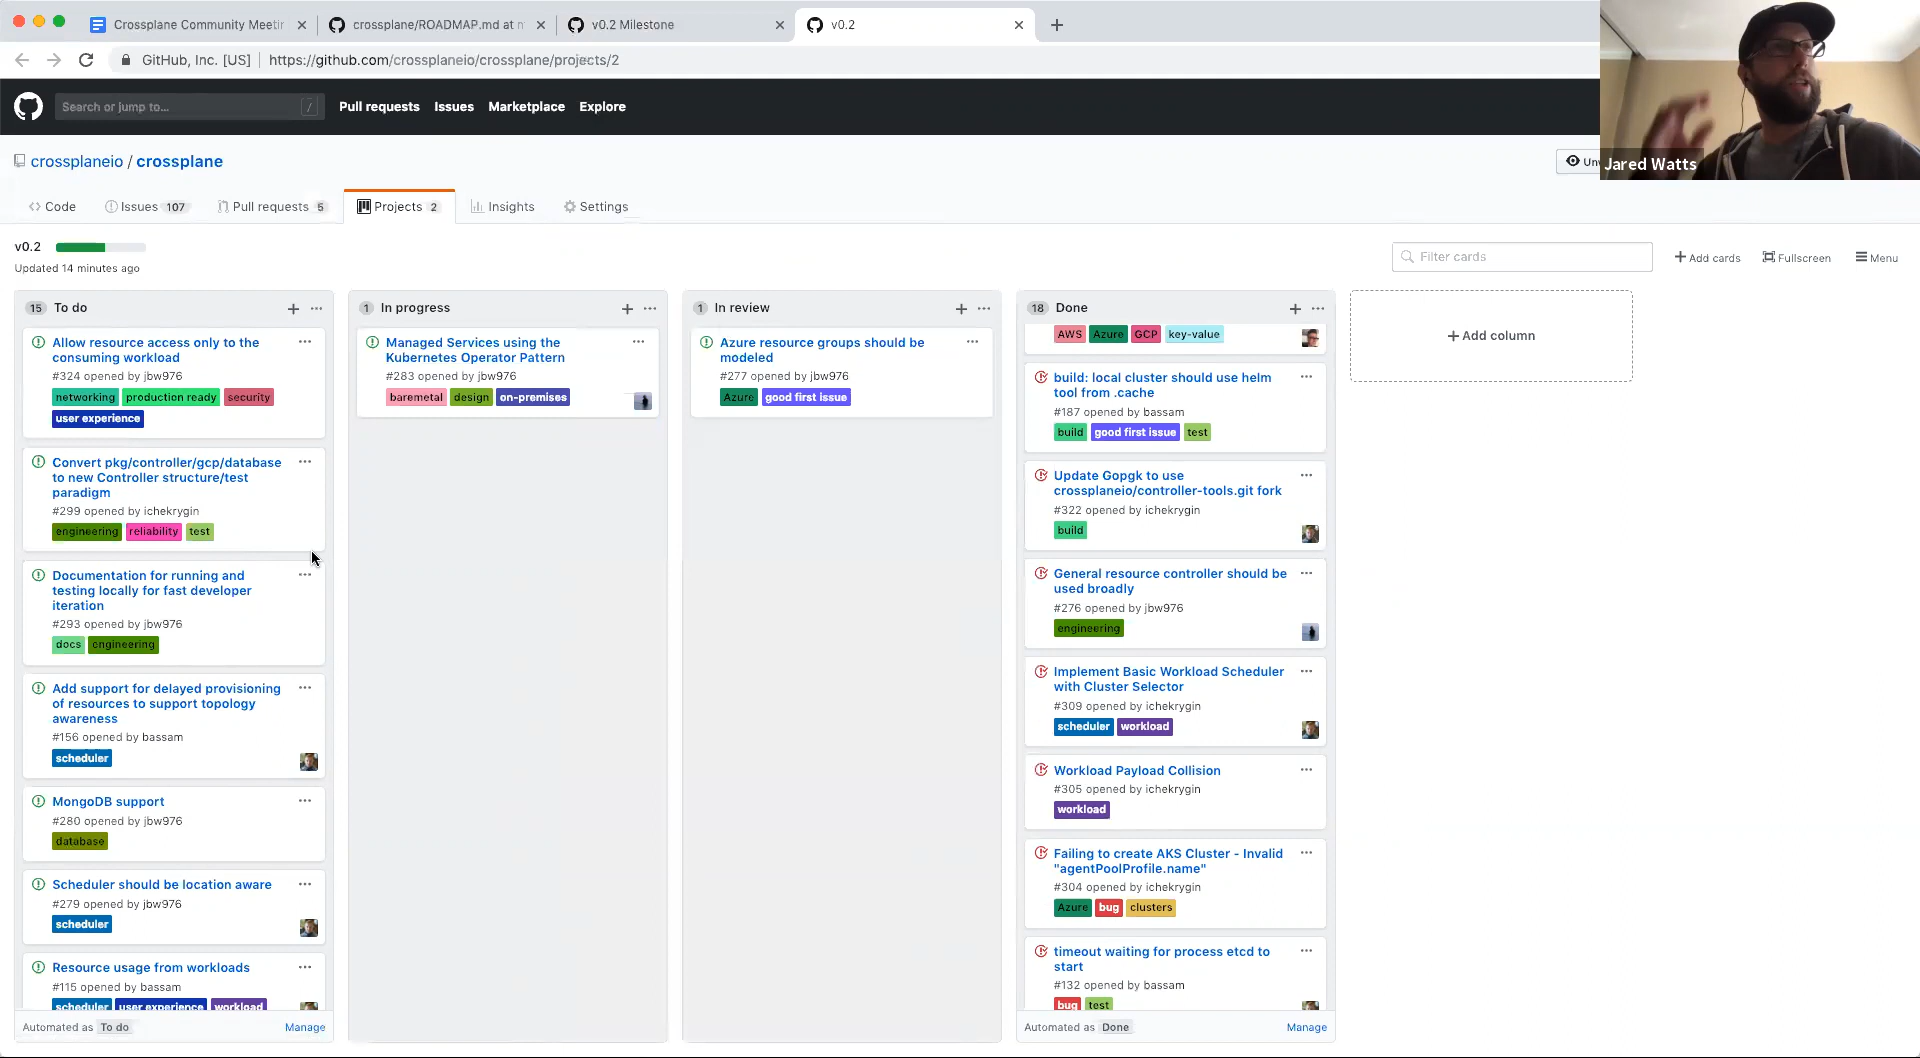 Crossplane Community Meetin
crossplane/ROADMAP.md at m
v0.2 Milestone
v0.2
GitHub, Inc. [US]
https://github.com/crossplaneio/crossplane/projects/2
Search or jump to...
/
Pull requests
Issues
Marketplace
Explore
crossplaneio / crossplane
Jared Watts
Code
Issues 107
Pull requests 5
Projects 2
Insights
Settings
v0.2
Updated 14 minutes ago
Filter cards
+ Add cards
Fullscreen
Menu
15 To do
Allow resource access only to the
consuming workload
#324 opened by jbw976
networking production ready security
user experience
Convert pkg/controller/gcp/database
to new Controller structure/test
paradigm
#299 opened by ichekrygin
engineering reliability test
Documentation for running and
testing locally for fast developer
iteration
#293 opened by jbw976
docs engineering
Add support for delayed provisioning
of resources to support topology
awareness
#156 opened by bassam
scheduler
MongoDB support
#280 opened by jbw976
database
Scheduler should be location aware
#279 opened by jbw976
scheduler
Resource usage from workloads
#115 opened by bassam
scheduler user experience workload
Automated as To do
Manage
1 In progress
Managed Services using the
Kubernetes Operator Pattern
#283 opened by jbw976
baremetal design on-premises
1 In review
Azure resource groups should be
modeled
#277 opened by jbw976
Azure good first issue
18 Done
AWS Azure GCP key-value
build: local cluster should use helm
tool from .cache
#187 opened by bassam
build good first issue test
Update Gopgk to use
crossplaneio/controller-tools.git fork
#322 opened by ichekrygin
build
General resource controller should be
used broadly
#276 opened by jbw976
engineering
Implement Basic Workload Scheduler
with Cluster Selector
#309 opened by ichekrygin
scheduler workload
Workload Payload Collision
#305 opened by ichekrygin
workload
Failing to create AKS Cluster - Invalid
"agentPoolProfile.name"
#304 opened by ichekrygin
Azure bug clusters
timeout waiting for process etcd to
start
#132 opened by bassam
bug test
Automated as Done
Manage
+ Add column